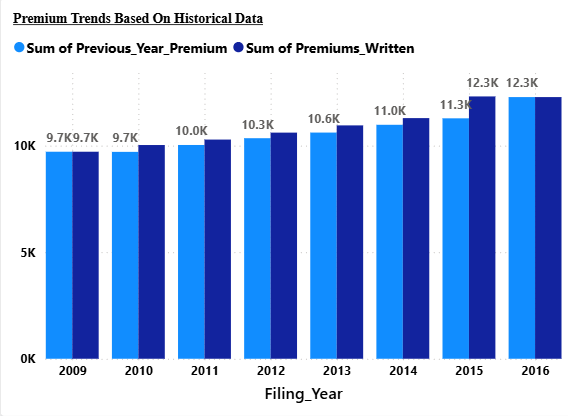 Premium Trends Based On Historical Data
Sum of Previous_Year_Premium Sum of Premiums_Written
12.3K 12.3K
9.7K 9.7K 9.7K 10.0K 10.3K 10.6K 11.0K 11.3K
10K
5K
0K
2009 2010 2011 2012 2013 2014 2015 2016
Filing_Year